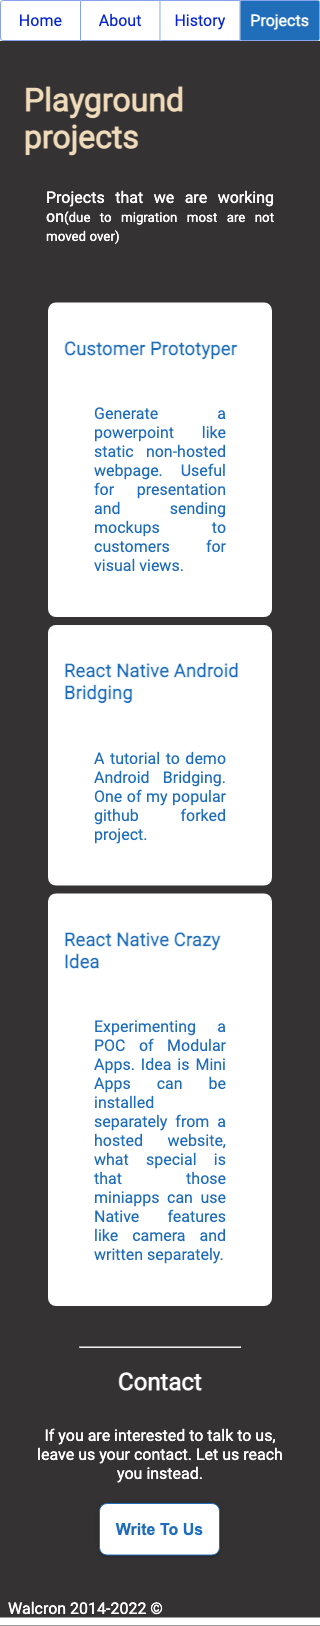 Home About History Projects
Playground
projects
Projects that we are working
on(due to migration most are not
moved over)
Customer Prototyper
Generate a
powerpoint like
static non-hosted
webpage. Useful
for presentation
and sending
mockups to
customers for
visual views.
React Native Android
Bridging
A tutorial to demo
Android Bridging.
One of my popular
github forked
project.
React Native Crazy
Idea
Experimenting a
POC of Modular
Apps. Idea is Mini
Apps can be
installed
separately from a
hosted website,
what special is
that those
miniapps can use
Native features
like camera and
written separately.
Contact
If you are interested to talk to us,
leave us your contact. Let us reach
you instead.
Write To Us
Walcron 2014-2022 ©